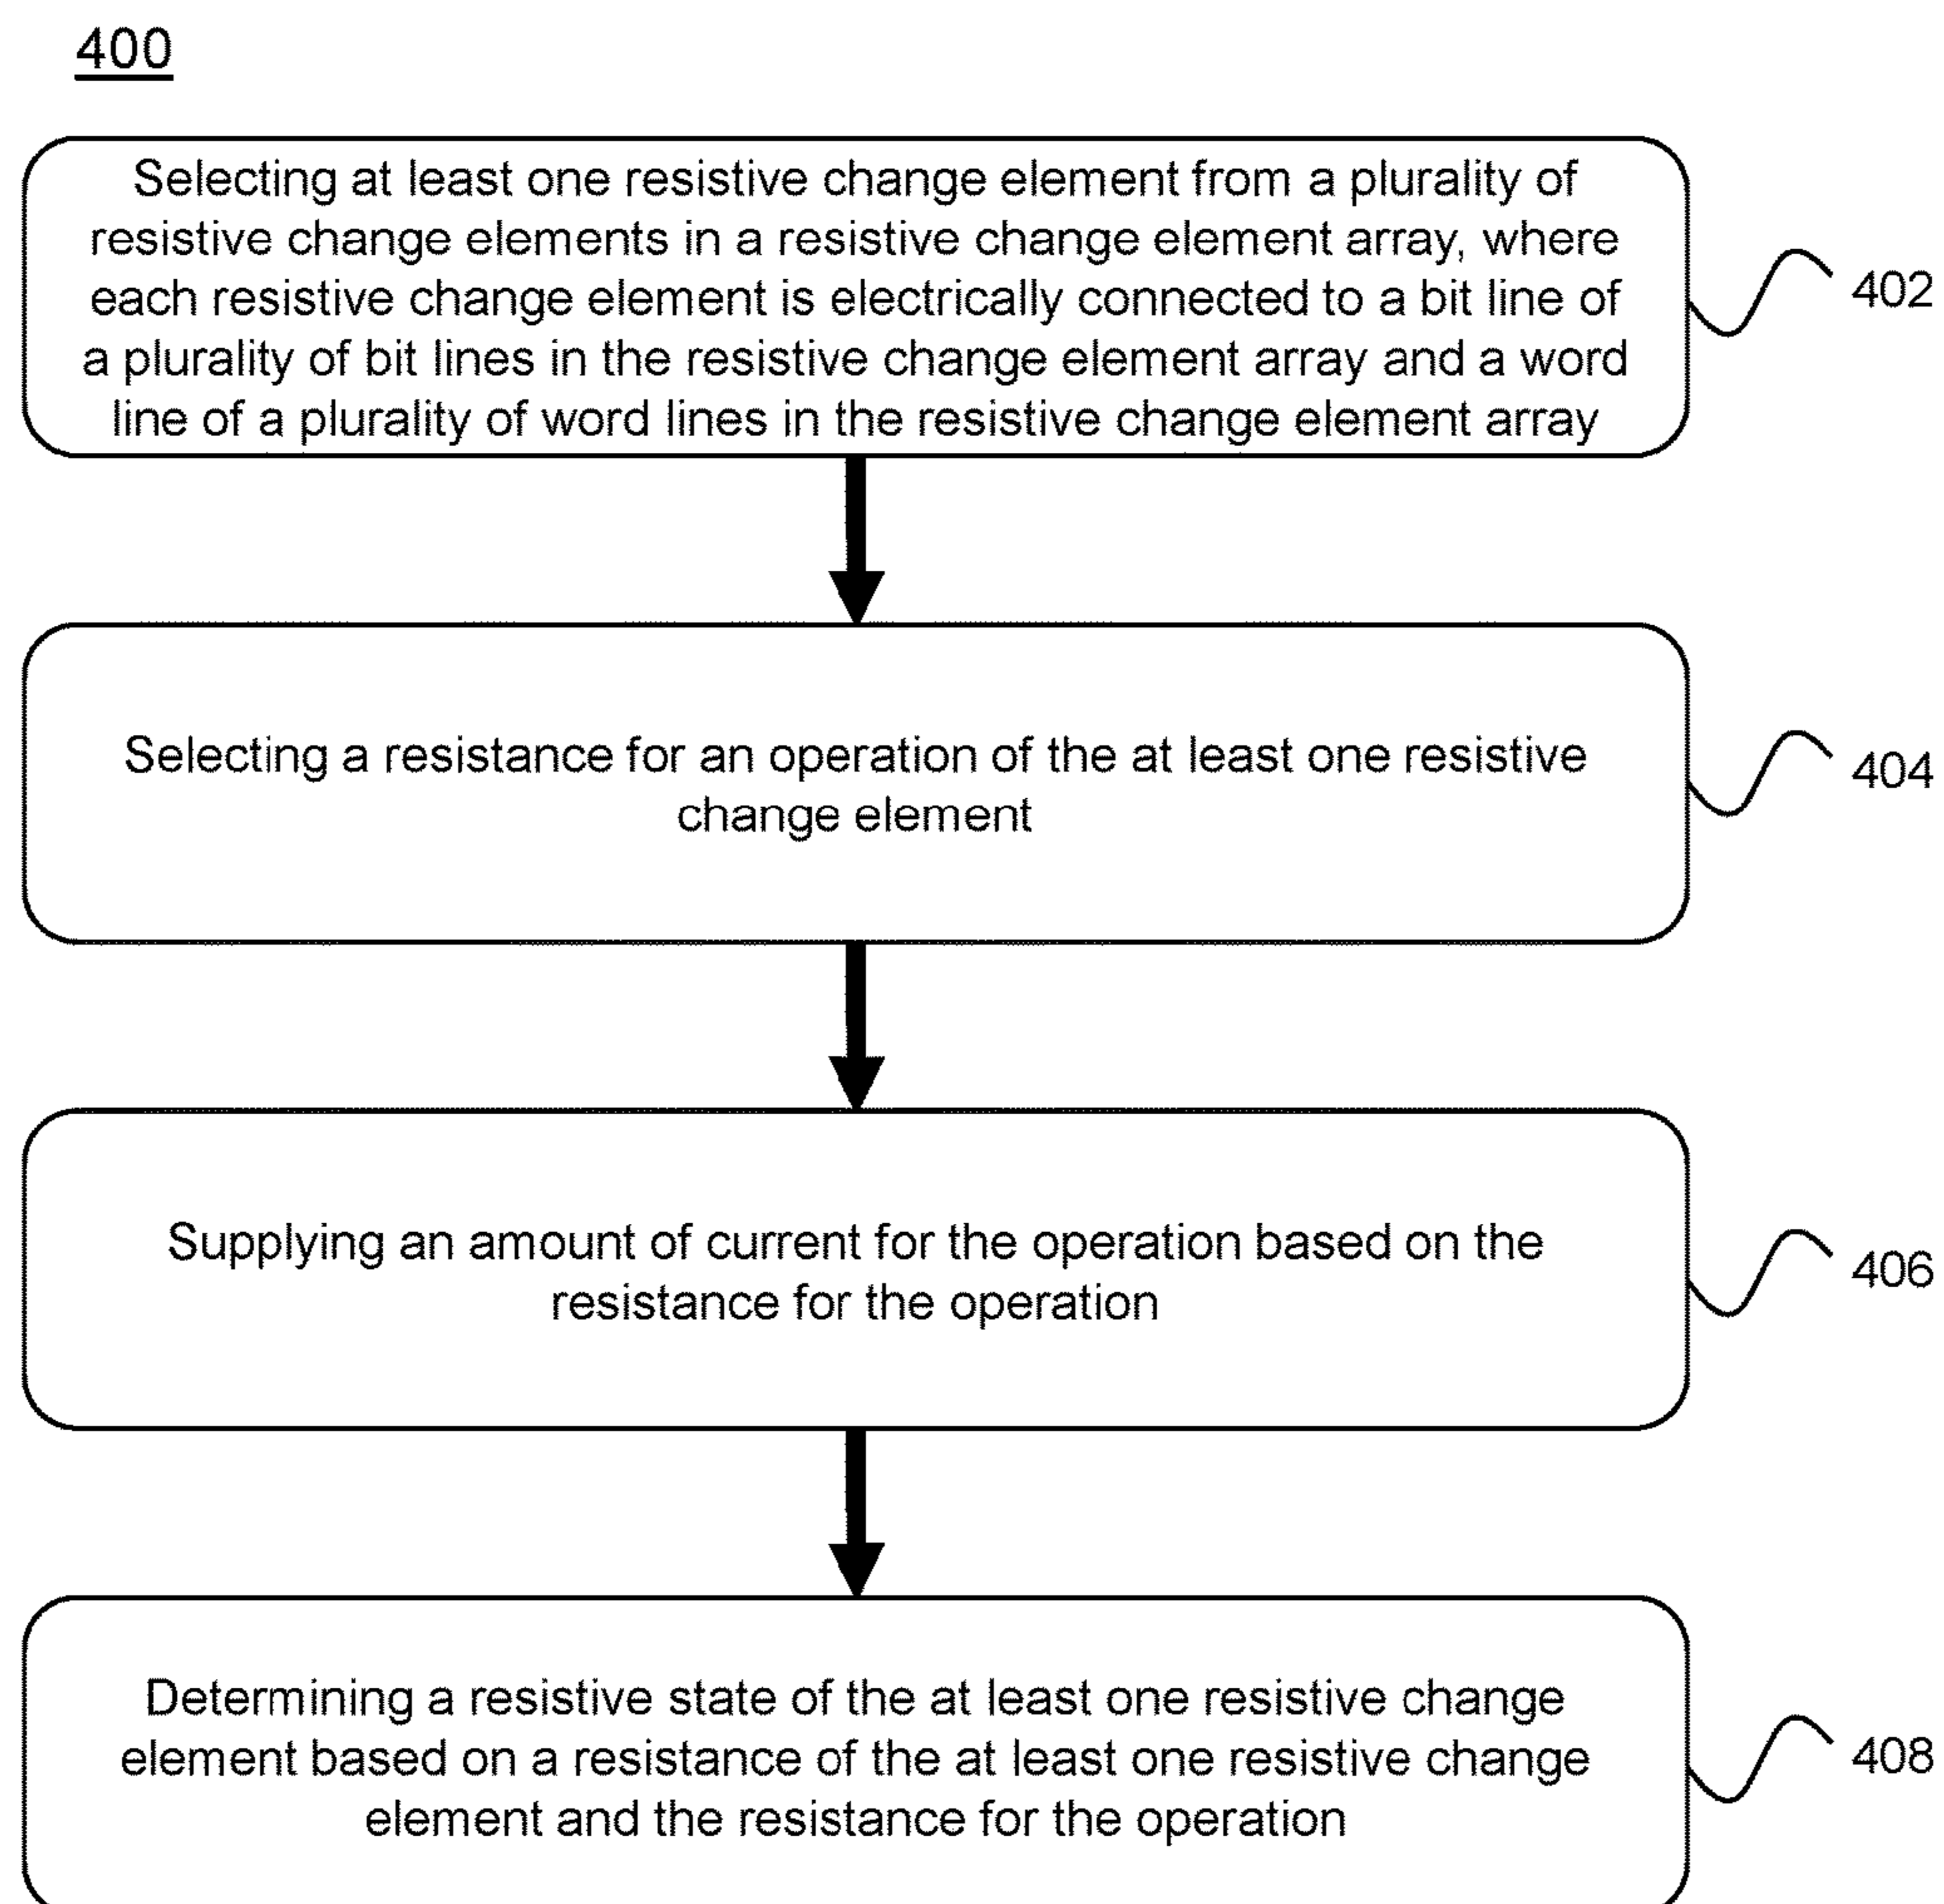 400
Selecting at least one resistive change element from a plurality of
resistive change elements in a resistive change element array, where
each resistive change element is electrically connected to a bit line of
a plurality of bit lines in the resistive change element array and a word
line of a plurality of word lines in the resistive change element array
402
Selecting a resistance for an operation of the at least one resistive
change element
404
Supplying an amount of current for the operation based on the
resistance for the operation
406
Determining a resistive state of the at least one resistive change
element based on a resistance of the at least one resistive change
element and the resistance for the operation
408